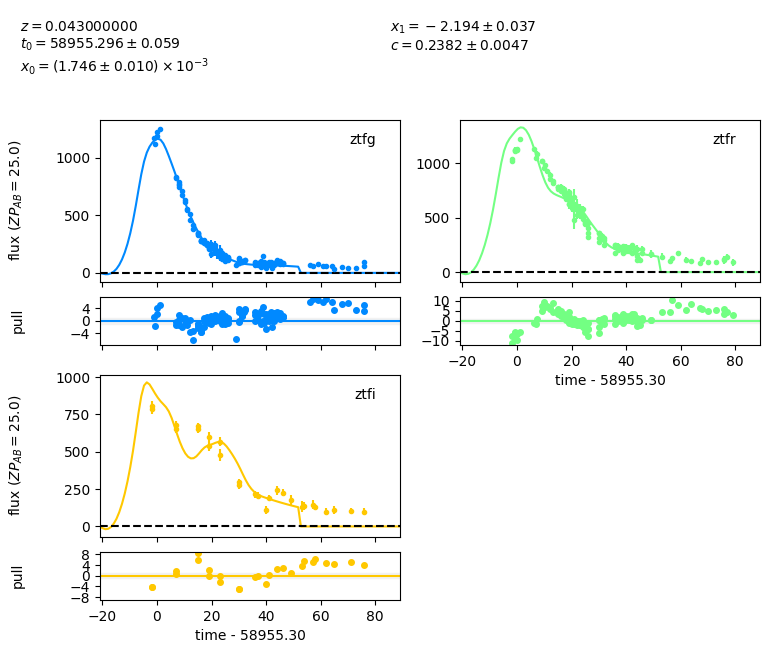 z = 0.043000000
t₀ = 58955.296 ± 0.059
x₀ = (1.746 ± 0.010) × 10⁻³
x₁ = −2.194 ± 0.037
c = 0.2382 ± 0.0047
flux (ZP_AB = 25.0)
1000
500
0
ztfg
1000
500
0
ztfr
pull
4
0
−4
10
5
0
−5
−10
−20 0 20 40 60 80
time - 58955.30
flux (ZP_AB = 25.0)
1000
750
500
250
0
ztfi
pull
8
4
0
−4
−8
−20 0 20 40 60 80
time - 58955.30